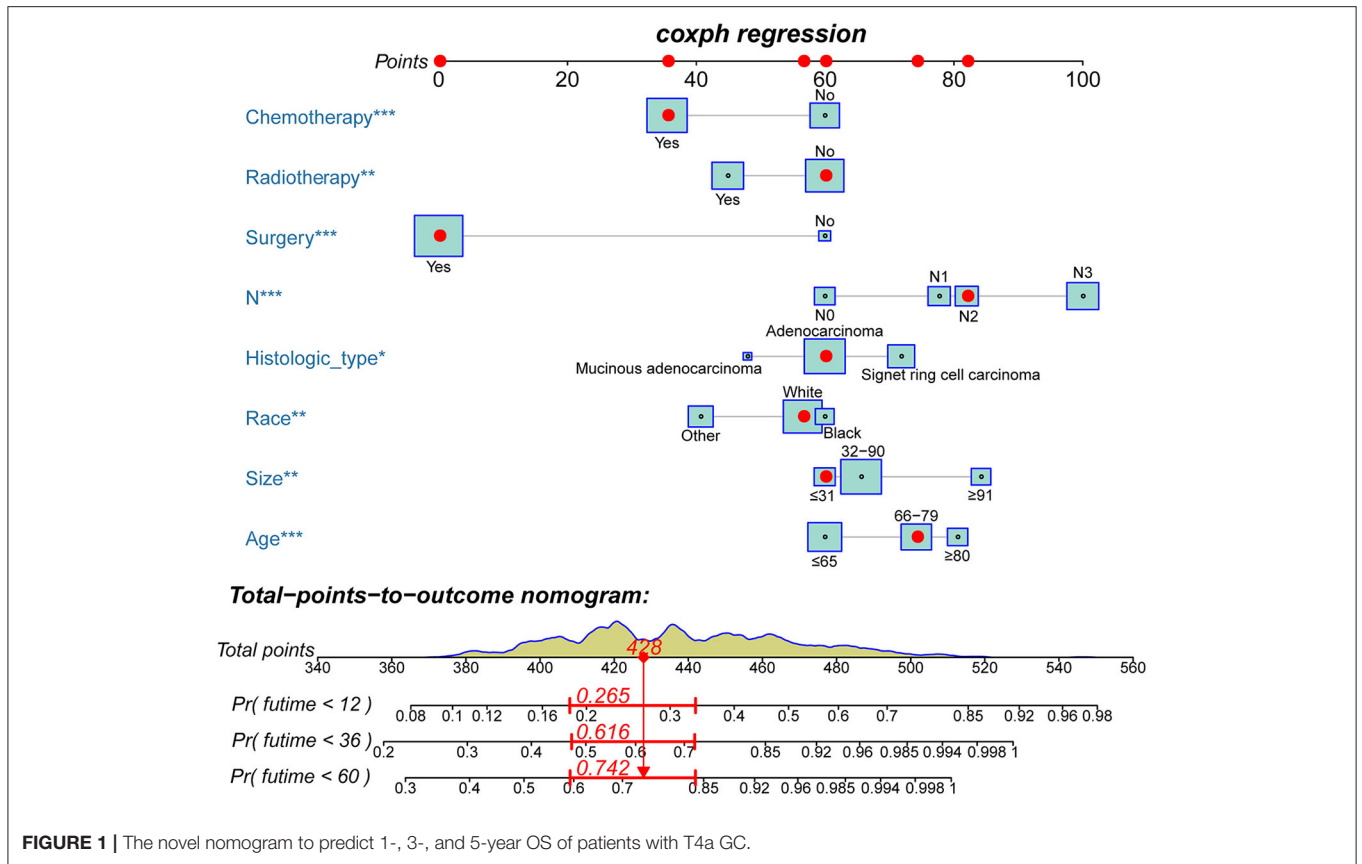 coxph regression
Points
0 20 40 60 80 100
No
Chemotherapy***
Yes
No
Radiotherapy**
Yes
No
Surgery***
Yes
N1 N3
N***
N0 N2
Adenocarcinoma
Histologic_type*
Mucinous adenocarcinoma Signet ring cell carcinoma
White
Race**
Other Black
32−90
Size**
≤31 ≥91
66−79
Age***
≤65 ≥80
Total−points−to−outcome nomogram:
428
Total points
340 360 380 400 420 440 460 480 500 520 540 560
0.265
Pr( futime < 12 )
0.08 0.1 0.12 0.16 0.2 0.3 0.4 0.5 0.6 0.7 0.85 0.92 0.96 0.98
0.616
Pr( futime < 36 )
0.2 0.3 0.4 0.5 0.6 0.7 0.85 0.92 0.96 0.985 0.994 0.998 1
0.742
Pr( futime < 60 )
0.3 0.4 0.5 0.6 0.7 0.85 0.92 0.96 0.985 0.994 0.998 1
FIGURE 1 | The novel nomogram to predict 1-, 3-, and 5-year OS of patients with T4a GC.